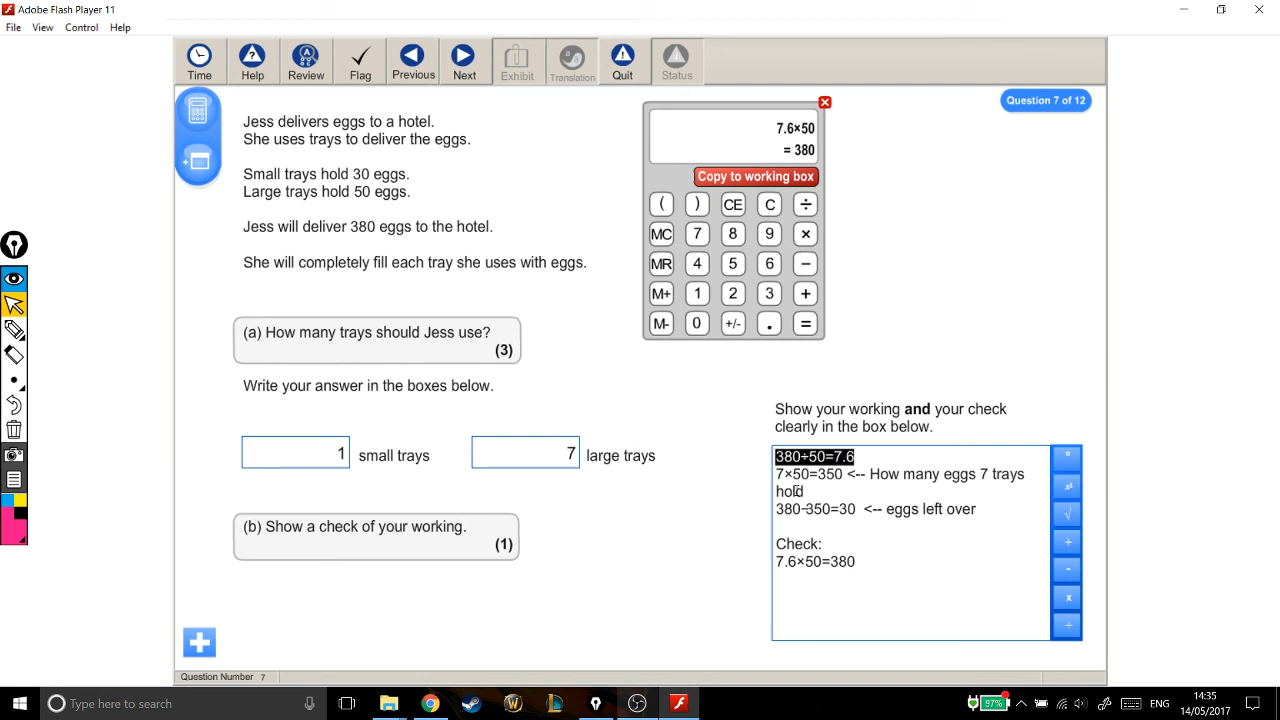 Adobe Flash Player 11
File View Control Help
Time Help Review Flag Previous Next Exhibit Translation Quit Status
Question 7 of 12
Jess delivers eggs to a hotel.
She uses trays to deliver the eggs.
Small trays hold 30 eggs.
Large trays hold 50 eggs.
Jess will deliver 380 eggs to the hotel.
She will completely fill each tray she uses with eggs.
(a) How many trays should Jess use?
(3)
Write your answer in the boxes below.
1 small trays 7 large trays
(b) Show a check of your working.
(1)
7.6×50
= 380
Copy to working box
( ) CE C ÷
MC 7 8 9 ×
MR 4 5 6 −
M+ 1 2 3 +
M- 0 +/- . =
Show your working and your check
clearly in the box below.
380÷50=7.6
7×50=350 <-- How many eggs 7 trays
hold
380-350=30 <-- eggs left over
Check:
7.6×50=380
° x² √ + - x ÷
Question Number 7
Type here to search
97%
ENG
14:35
14/05/2017